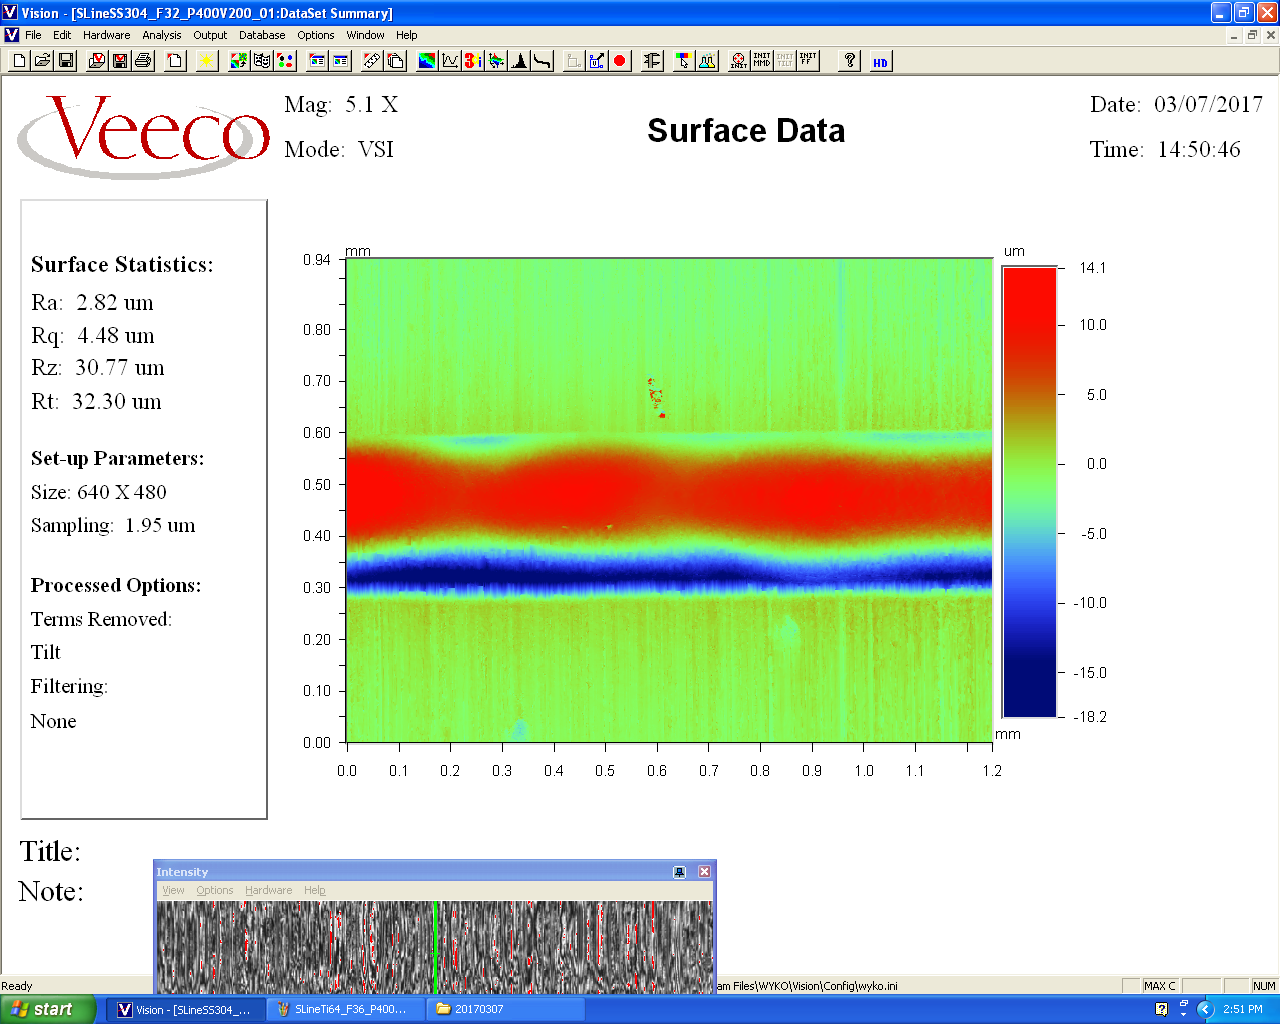 Vision - [SLineSS304_F32_P400V200_01:DataSet Summary]
File Edit Hardware Analysis Output Database Options Window Help
INIT INIT MMD INIT TILT INIT FF ? HD
Veeco
Mag: 5.1 X
Mode: VSI
Surface Data
Date: 03/07/2017
Time: 14:50:46
Surface Statistics:
Ra: 2.82 um
Rq: 4.48 um
Rz: 30.77 um
Rt: 32.30 um
Set-up Parameters:
Size: 640 X 480
Sampling: 1.95 um
Processed Options:
Terms Removed:
Tilt
Filtering:
None
mm
0.94
0.80
0.70
0.60
0.50
0.40
0.30
0.20
0.10
0.00
0.0 0.1 0.2 0.3 0.4 0.5 0.6 0.7 0.8 0.9 1.0 1.1 1.2
um
14.1
10.0
5.0
0.0
-5.0
-10.0
-15.0
-18.2
mm
Title:
Note:
Intensity
View Options Hardware Help
Ready
am Files\WYKO\Vision\Config\wyko.ini
MAX C
NUM
start
Vision - [SLineSS304_...
SLineTi64_F36_P400...
20170307
2:51 PM